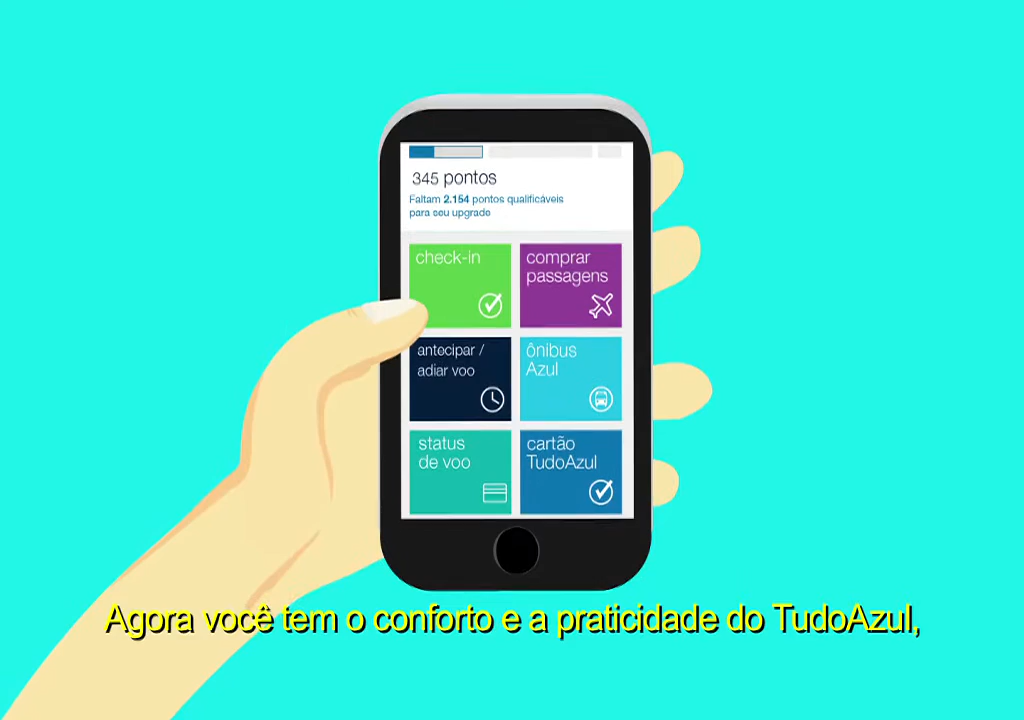 345 pontos
Faltam 2.154 pontos qualificáveis
para seu upgrade
check-in
comprar
passagens
antecipar /
adiar voo
ônibus
Azul
status
de voo
cartão
TudoAzul
Agora você tem o conforto e a praticidade do TudoAzul,